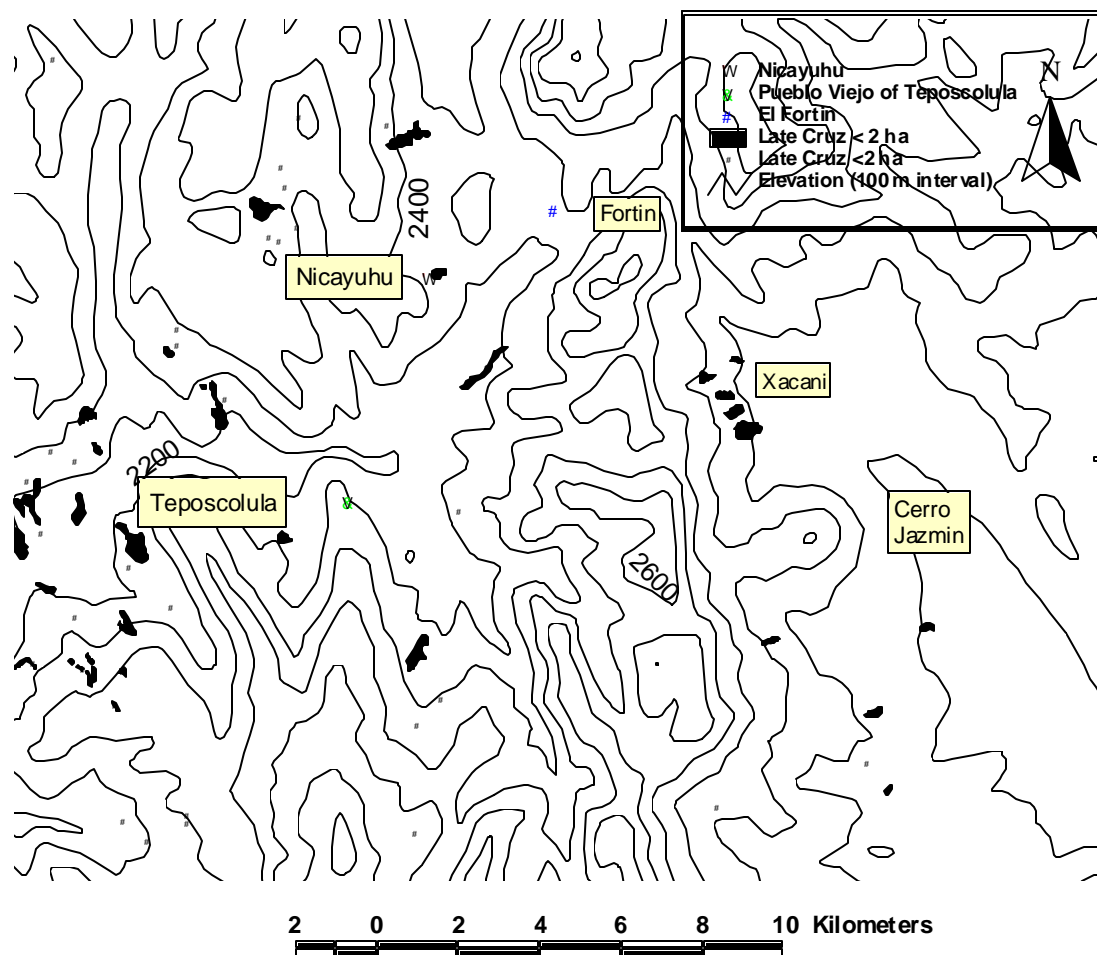 N
Nicayuhu
Pueblo Viejo of Teposcolula
El Fortin
Late Cruz < 2 ha
Late Cruz <2 ha
Elevation (100 m interval)
2400
Fortin
Nicayuhu
Xacani
2200
Teposcolula
Cerro
Jazmin
2600
2 0 2 4 6 8 10 Kilometers